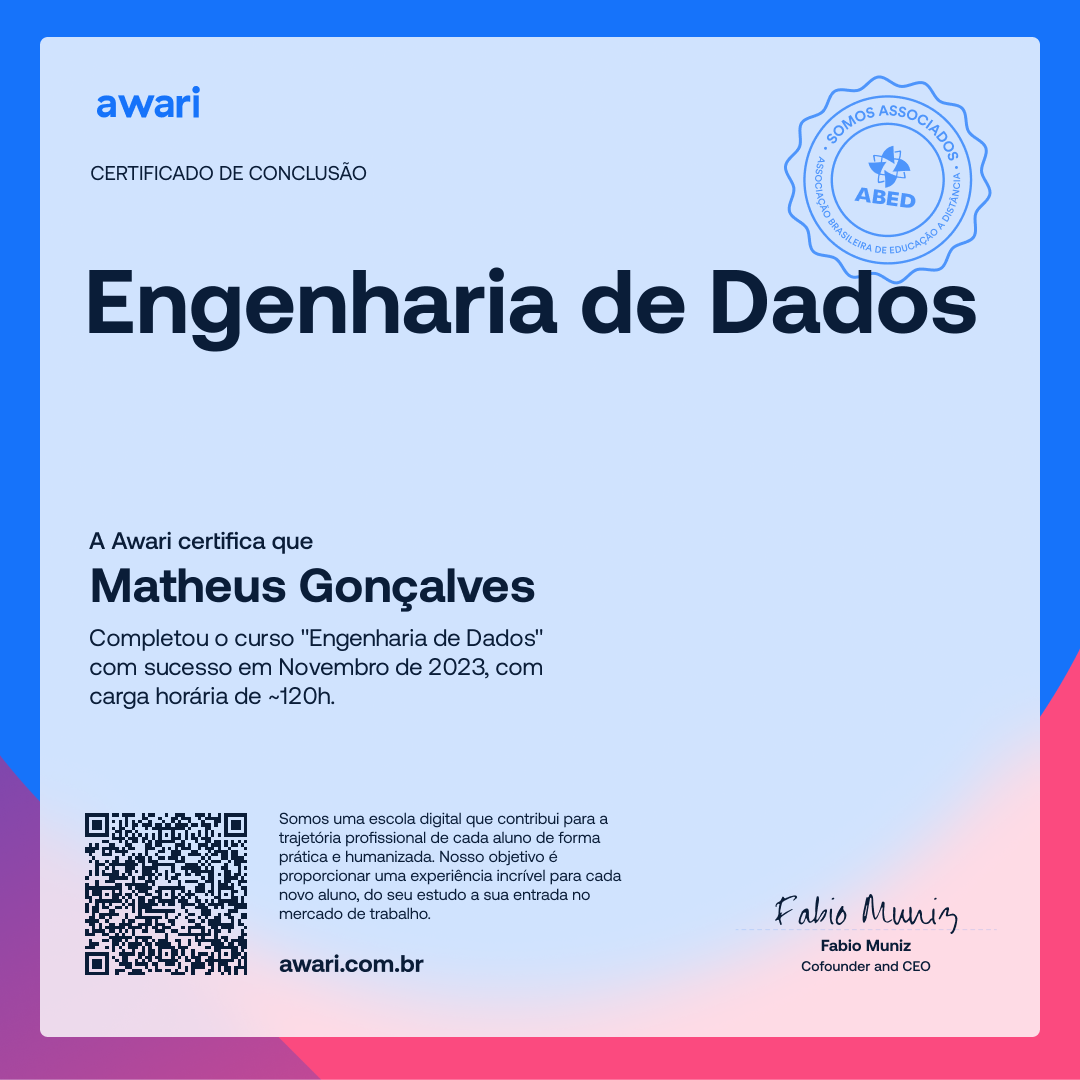 awari
SOMOS ASSOCIADOS
ABED
ASSOCIAÇÃO BRASILEIRA DE EDUCAÇÃO A DISTÂNCIA
CERTIFICADO DE CONCLUSÃO
Engenharia de Dados
A Awari certifica que
Matheus Gonçalves
Completou o curso "Engenharia de Dados"
com sucesso em Novembro de 2023, com
carga horária de ~120h.
Somos uma escola digital que contribui para a
trajetória profissional de cada aluno de forma
prática e humanizada. Nosso objetivo é
proporcionar uma experiência incrível para cada
novo aluno, do seu estudo a sua entrada no
mercado de trabalho.
awari.com.br
Fabio Muniz
Fabio Muniz
Cofounder and CEO